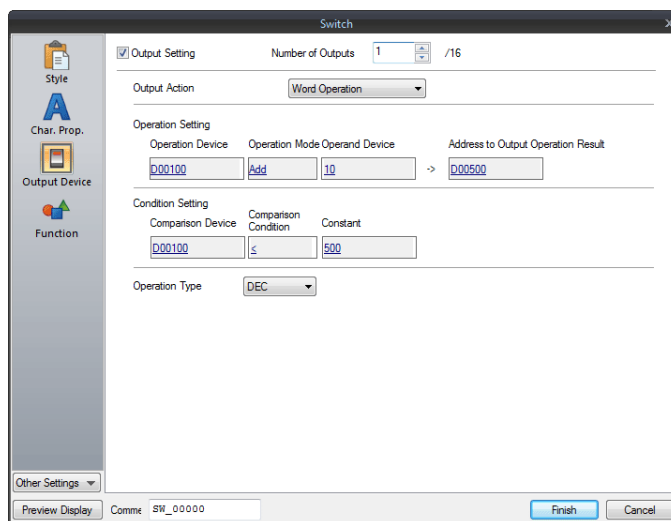 Switch
Style
Char. Prop.
Output Device
Function
Other Settings
Preview Display
Output Setting Number of Outputs 1 /16
Output Action Word Operation
Operation Setting
Operation Device Operation Mode Operand Device Address to Output Operation Result
D00100 Add 10 -> D00500
Condition Setting
Comparison Device Comparison Condition Constant
D00100 < 500
Operation Type DEC
Comme SW_00000 Finish Cancel